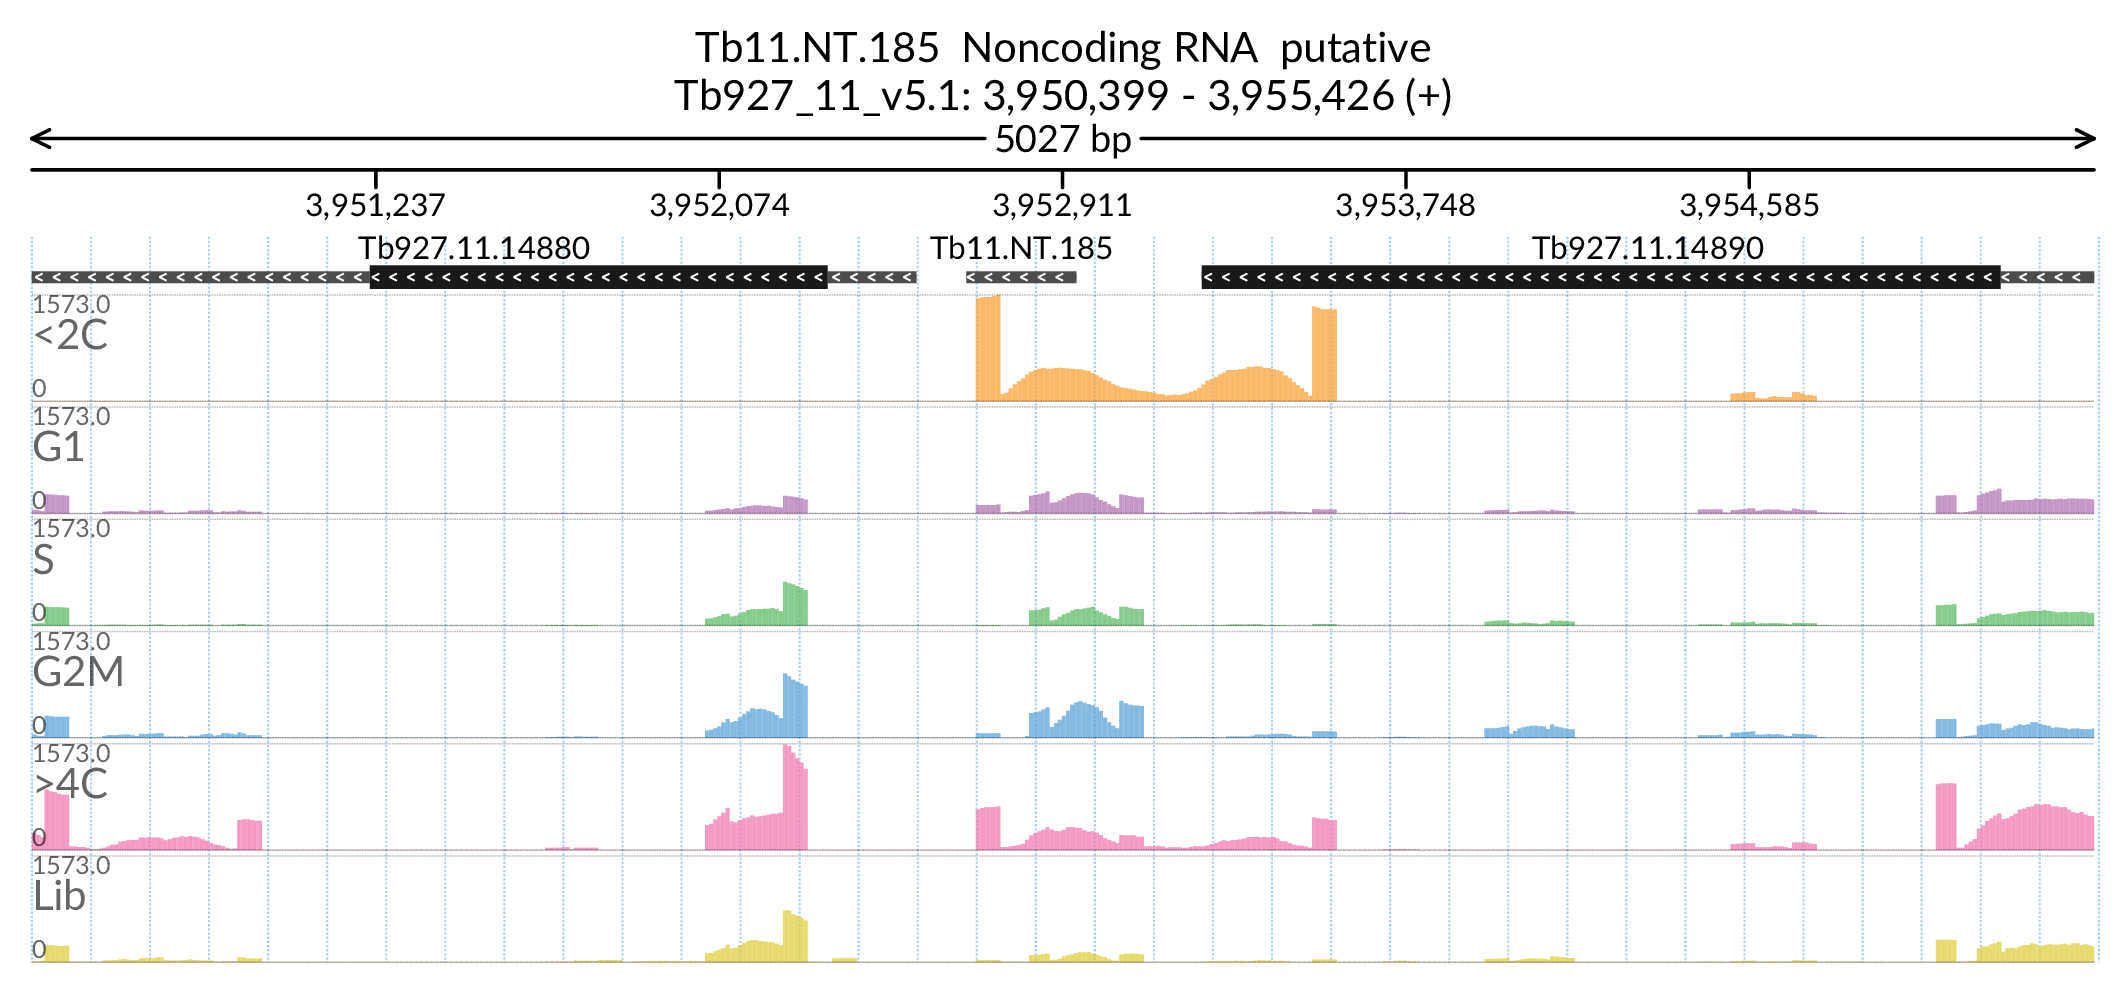 Tb11.NT.185 Noncoding RNA putative
Tb927_11_v5.1: 3,950,399 - 3,955,426 (+)
5027 bp
3,951,237 3,952,074 3,952,911 3,953,748 3,954,585
Tb927.11.14880 Tb11.NT.185 Tb927.11.14890
1573.0
<2C
0
1573.0
G1
0
1573.0
S
0
1573.0
G2M
0
1573.0
>4C
0
1573.0
Lib
0